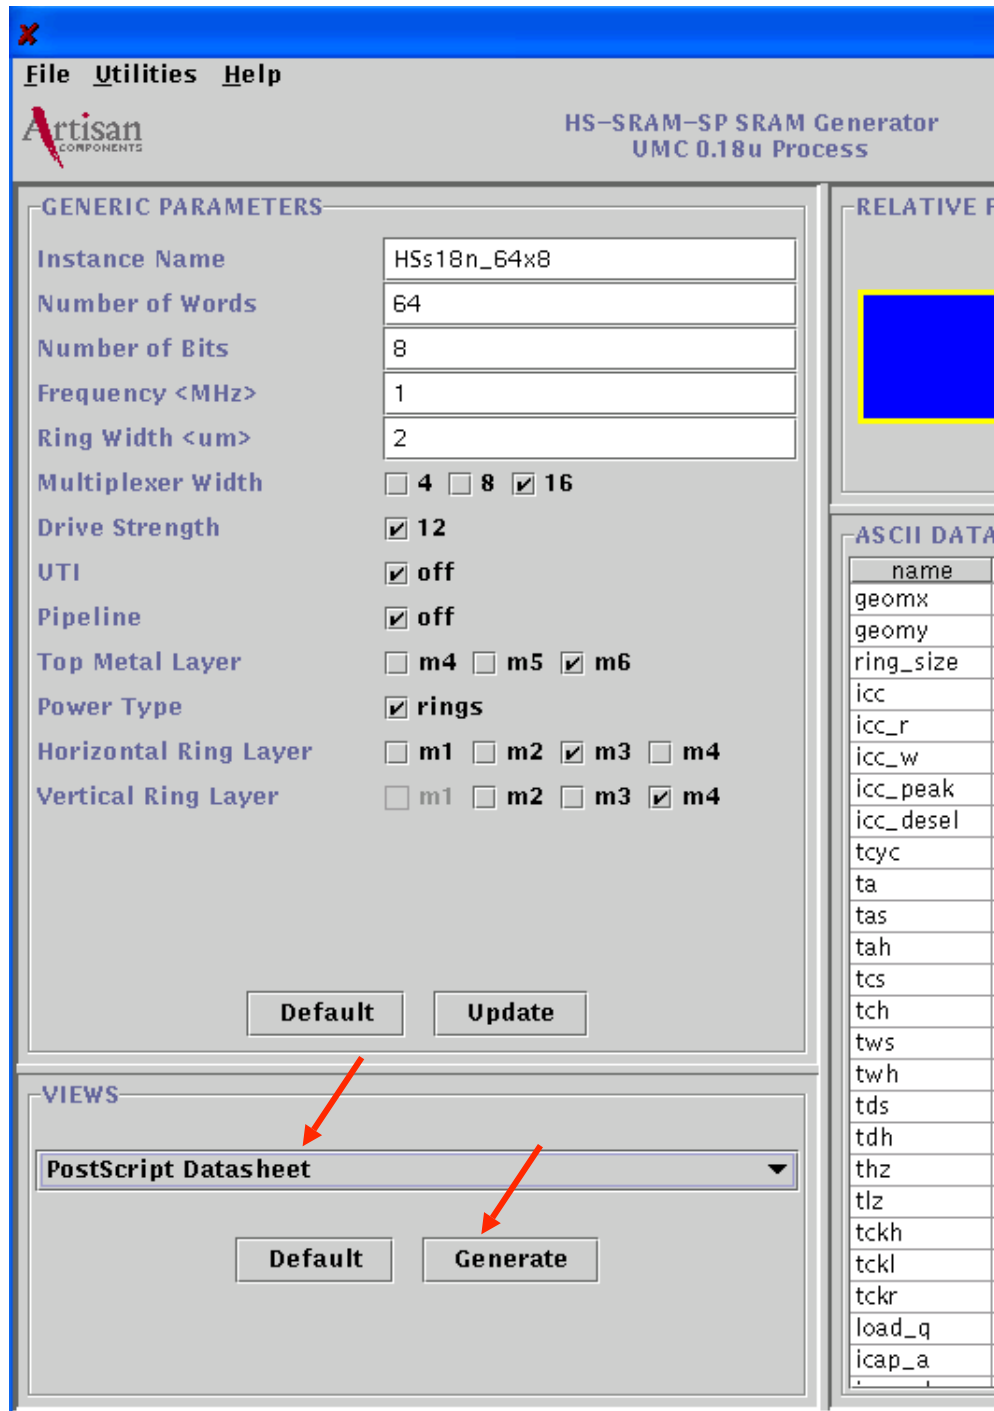 File Utilities Help
Artisan
COMPONENTS
HS-SRAM-SP SRAM Generator
UMC 0.18u Process
GENERIC PARAMETERS
Instance Name HSs18n_64x8
Number of Words 64
Number of Bits 8
Frequency <MHz> 1
Ring Width <um> 2
Multiplexer Width 4 8 16
Drive Strength 12
UTI off
Pipeline off
Top Metal Layer m4 m5 m6
Power Type rings
Horizontal Ring Layer m1 m2 m3 m4
Vertical Ring Layer m1 m2 m3 m4
Default Update
VIEWS
PostScript Datasheet
Default Generate
RELATIVE F
ASCII DATA
name
geomx
geomy
ring_size
icc
icc_r
icc_w
icc_peak
icc_desel
tcyc
ta
tas
tah
tcs
tch
tws
twh
tds
tdh
thz
tlz
tckh
tckl
tckr
load_q
icap_a